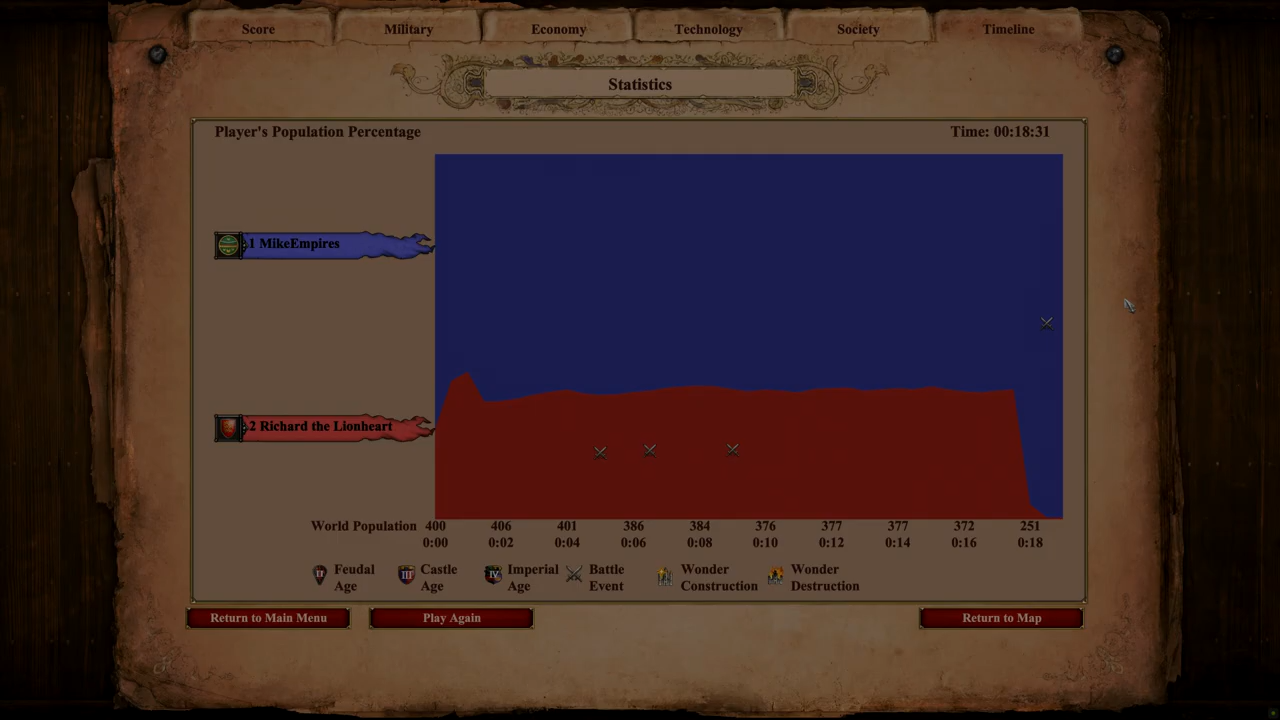 Score Military Economy Technology Society Timeline
Statistics
Player's Population Percentage Time: 00:18:31
1 MikeEmpires
2 Richard the Lionheart
World Population 400 406 401 386 384 376 377 377 372 251
0:00 0:02 0:04 0:06 0:08 0:10 0:12 0:14 0:16 0:18
II Feudal Age
III Castle Age
IV Imperial Age
Battle Event
Wonder Construction
Wonder Destruction
Return to Main Menu Play Again Return to Map